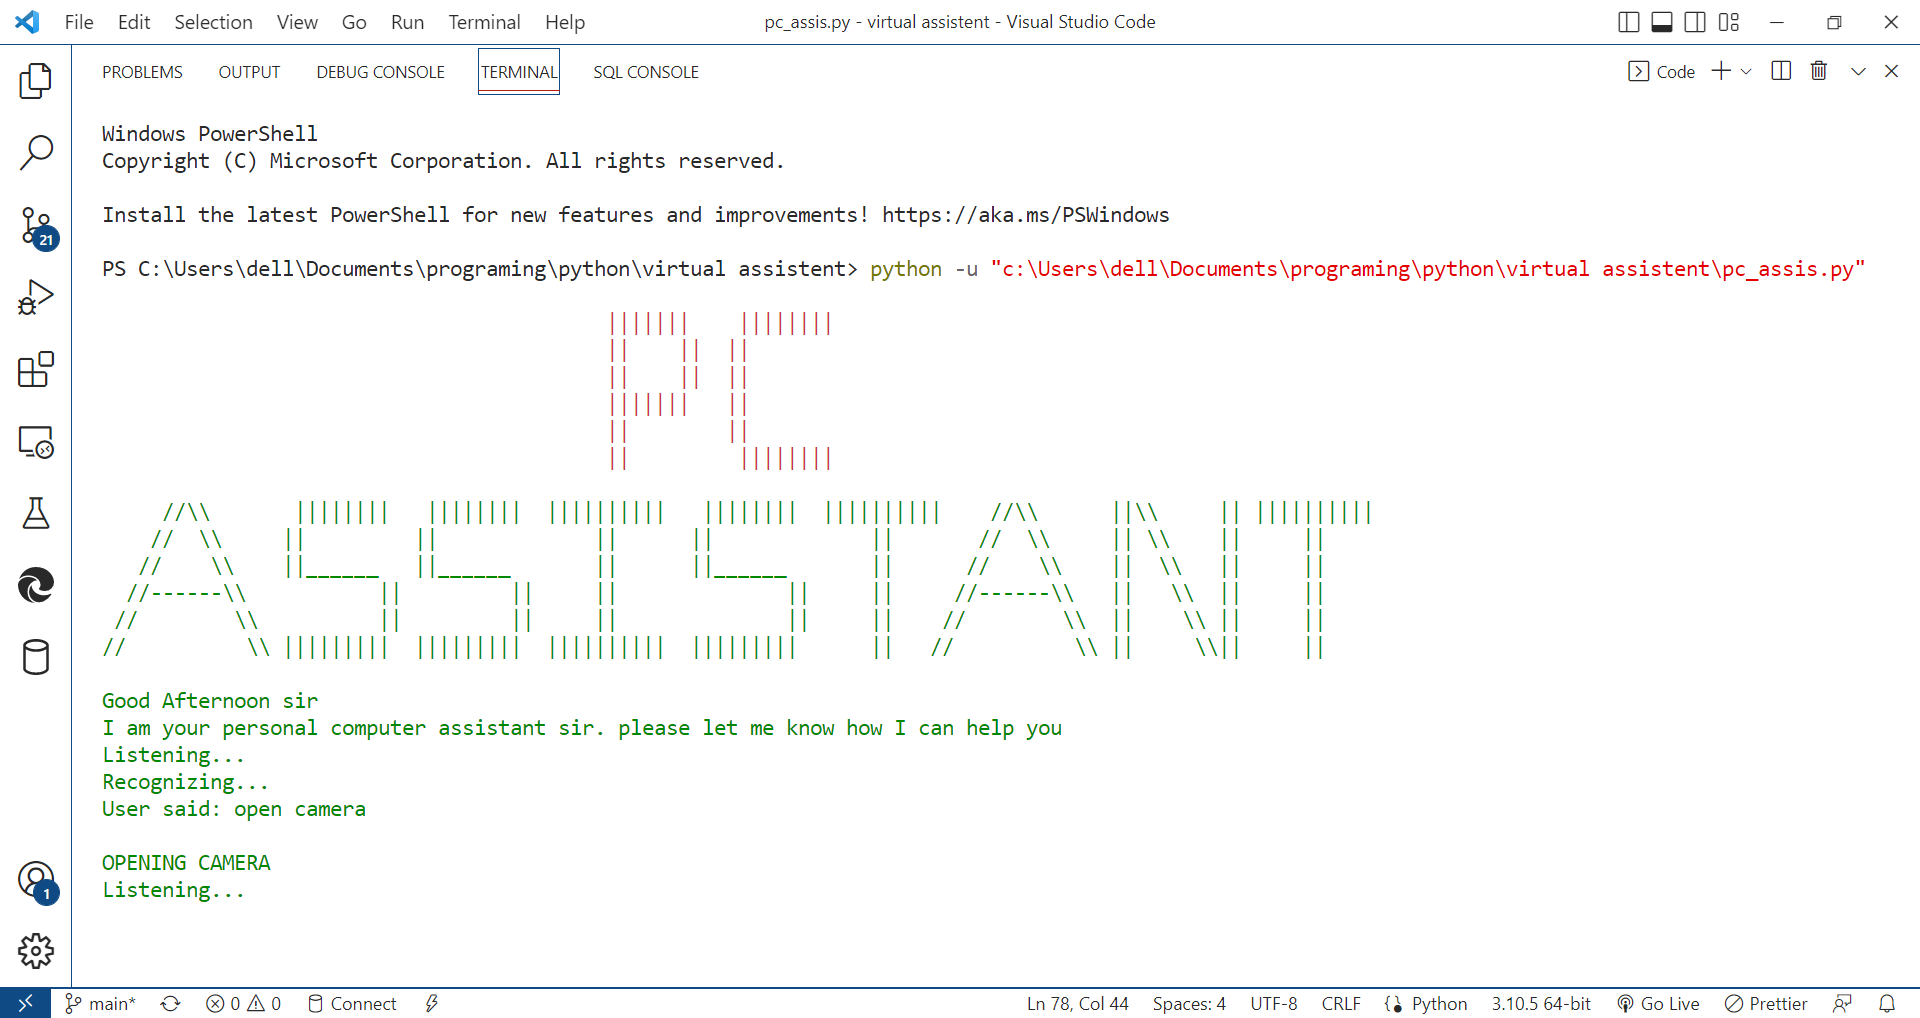 File Edit Selection View Go Run Terminal Help pc_assis.py - virtual assistent - Visual Studio Code
PROBLEMS OUTPUT DEBUG CONSOLE TERMINAL SQL CONSOLE Code
Windows PowerShell
Copyright (C) Microsoft Corporation. All rights reserved.
Install the latest PowerShell for new features and improvements! https://aka.ms/PSWindows
PS C:\Users\dell\Documents\programing\python\virtual assistent> python -u "c:\Users\dell\Documents\programing\python\virtual assistent\pc_assis.py"
PC
ASSISTANT
Good Afternoon sir
I am your personal computer assistant sir. please let me know how I can help you
Listening...
Recognizing...
User said: open camera
OPENING CAMERA
Listening...
21
1
main* 0 0 Connect Ln 78, Col 44 Spaces: 4 UTF-8 CRLF Python 3.10.5 64-bit Go Live Prettier